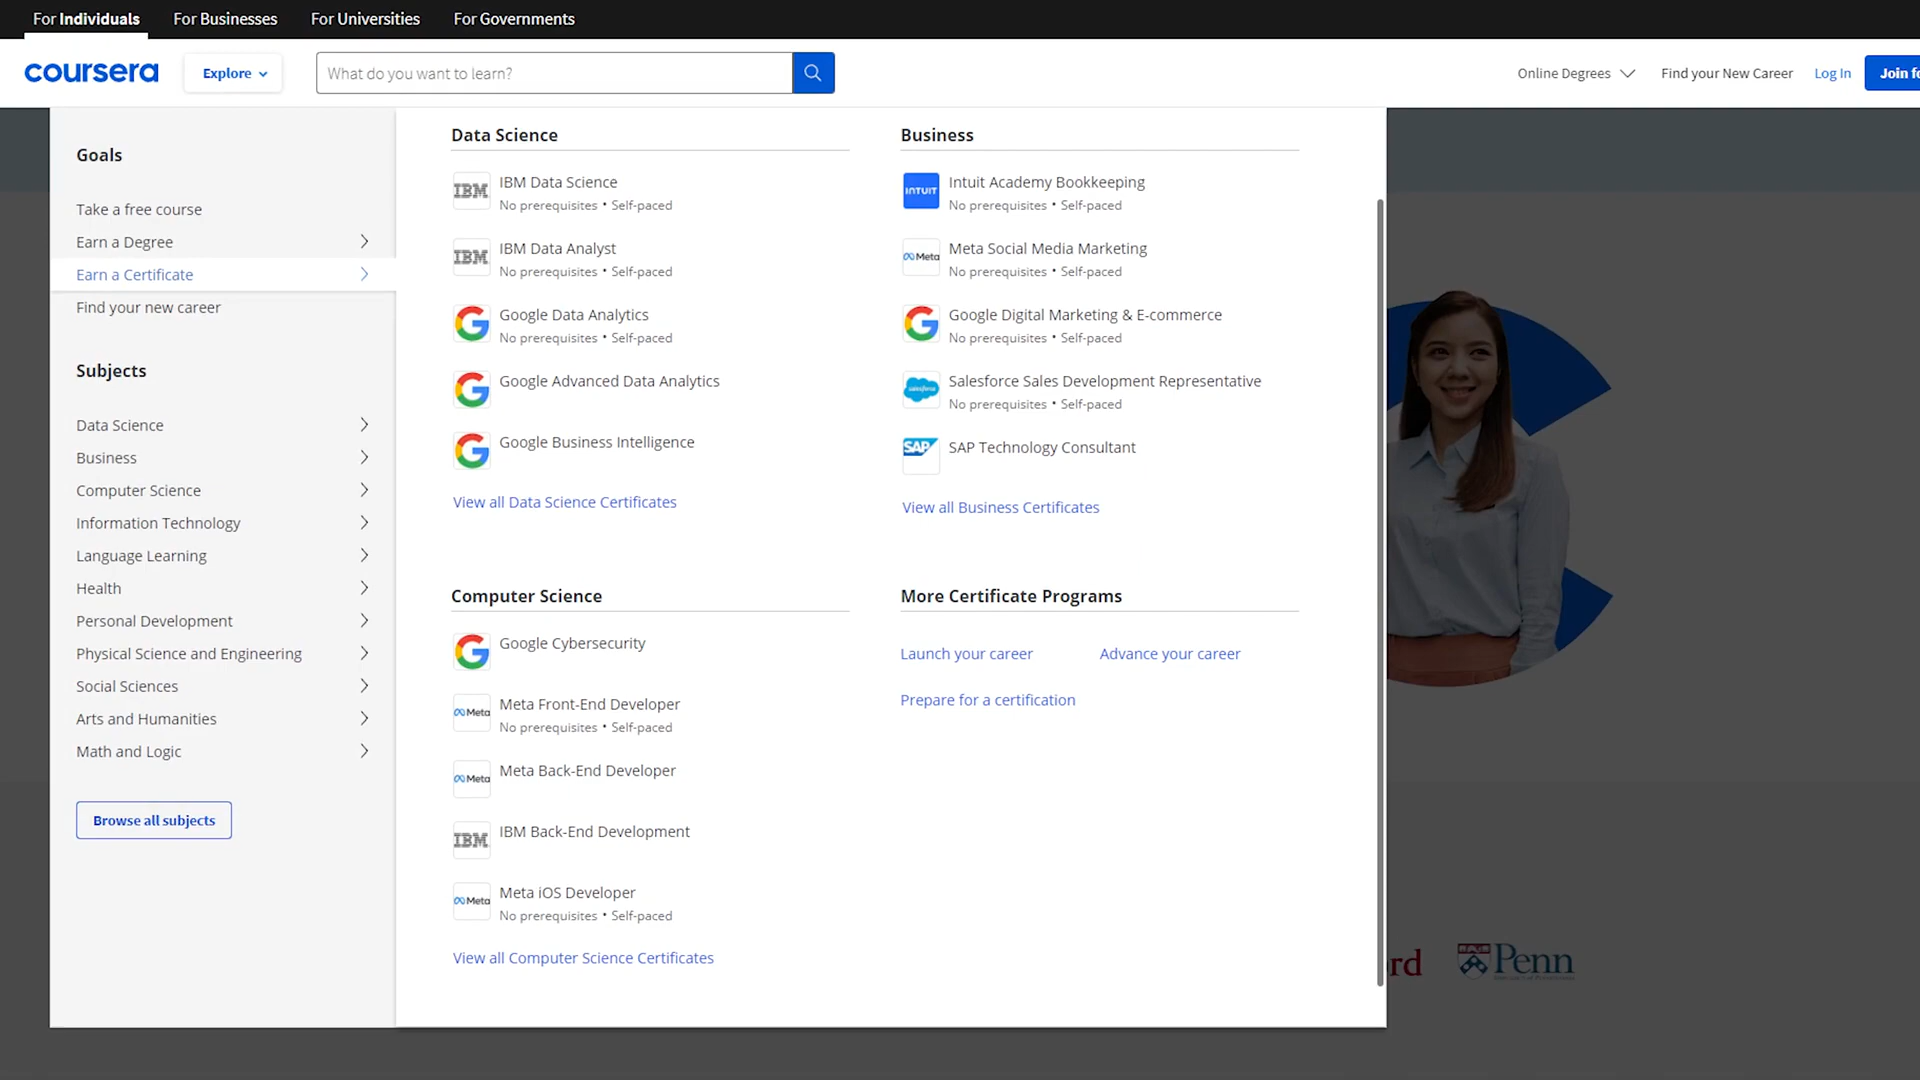 For Individuals
For Businesses
For Universities
For Governments
coursera
Explore
What do you want to learn?
Online Degrees
Find your New Career
Log In
Join fo
Goals
Take a free course
Earn a Degree
Earn a Certificate
Find your new career
Subjects
Data Science
Business
Computer Science
Information Technology
Language Learning
Health
Personal Development
Physical Science and Engineering
Social Sciences
Arts and Humanities
Math and Logic
Browse all subjects
Data Science
IBM
IBM Data Science
No prerequisites • Self-paced
IBM
IBM Data Analyst
No prerequisites • Self-paced
Google Data Analytics
No prerequisites • Self-paced
Google Advanced Data Analytics
Google Business Intelligence
View all Data Science Certificates
Business
INTUIT
Intuit Academy Bookkeeping
No prerequisites • Self-paced
Meta
Meta Social Media Marketing
No prerequisites • Self-paced
Google Digital Marketing & E-commerce
No prerequisites • Self-paced
salesforce
Salesforce Sales Development Representative
No prerequisites • Self-paced
SAP
SAP Technology Consultant
View all Business Certificates
Computer Science
Google Cybersecurity
Meta
Meta Front-End Developer
No prerequisites • Self-paced
Meta
Meta Back-End Developer
IBM
IBM Back-End Development
Meta
Meta iOS Developer
No prerequisites • Self-paced
View all Computer Science Certificates
More Certificate Programs
Launch your career
Advance your career
Prepare for a certification
rd
Penn